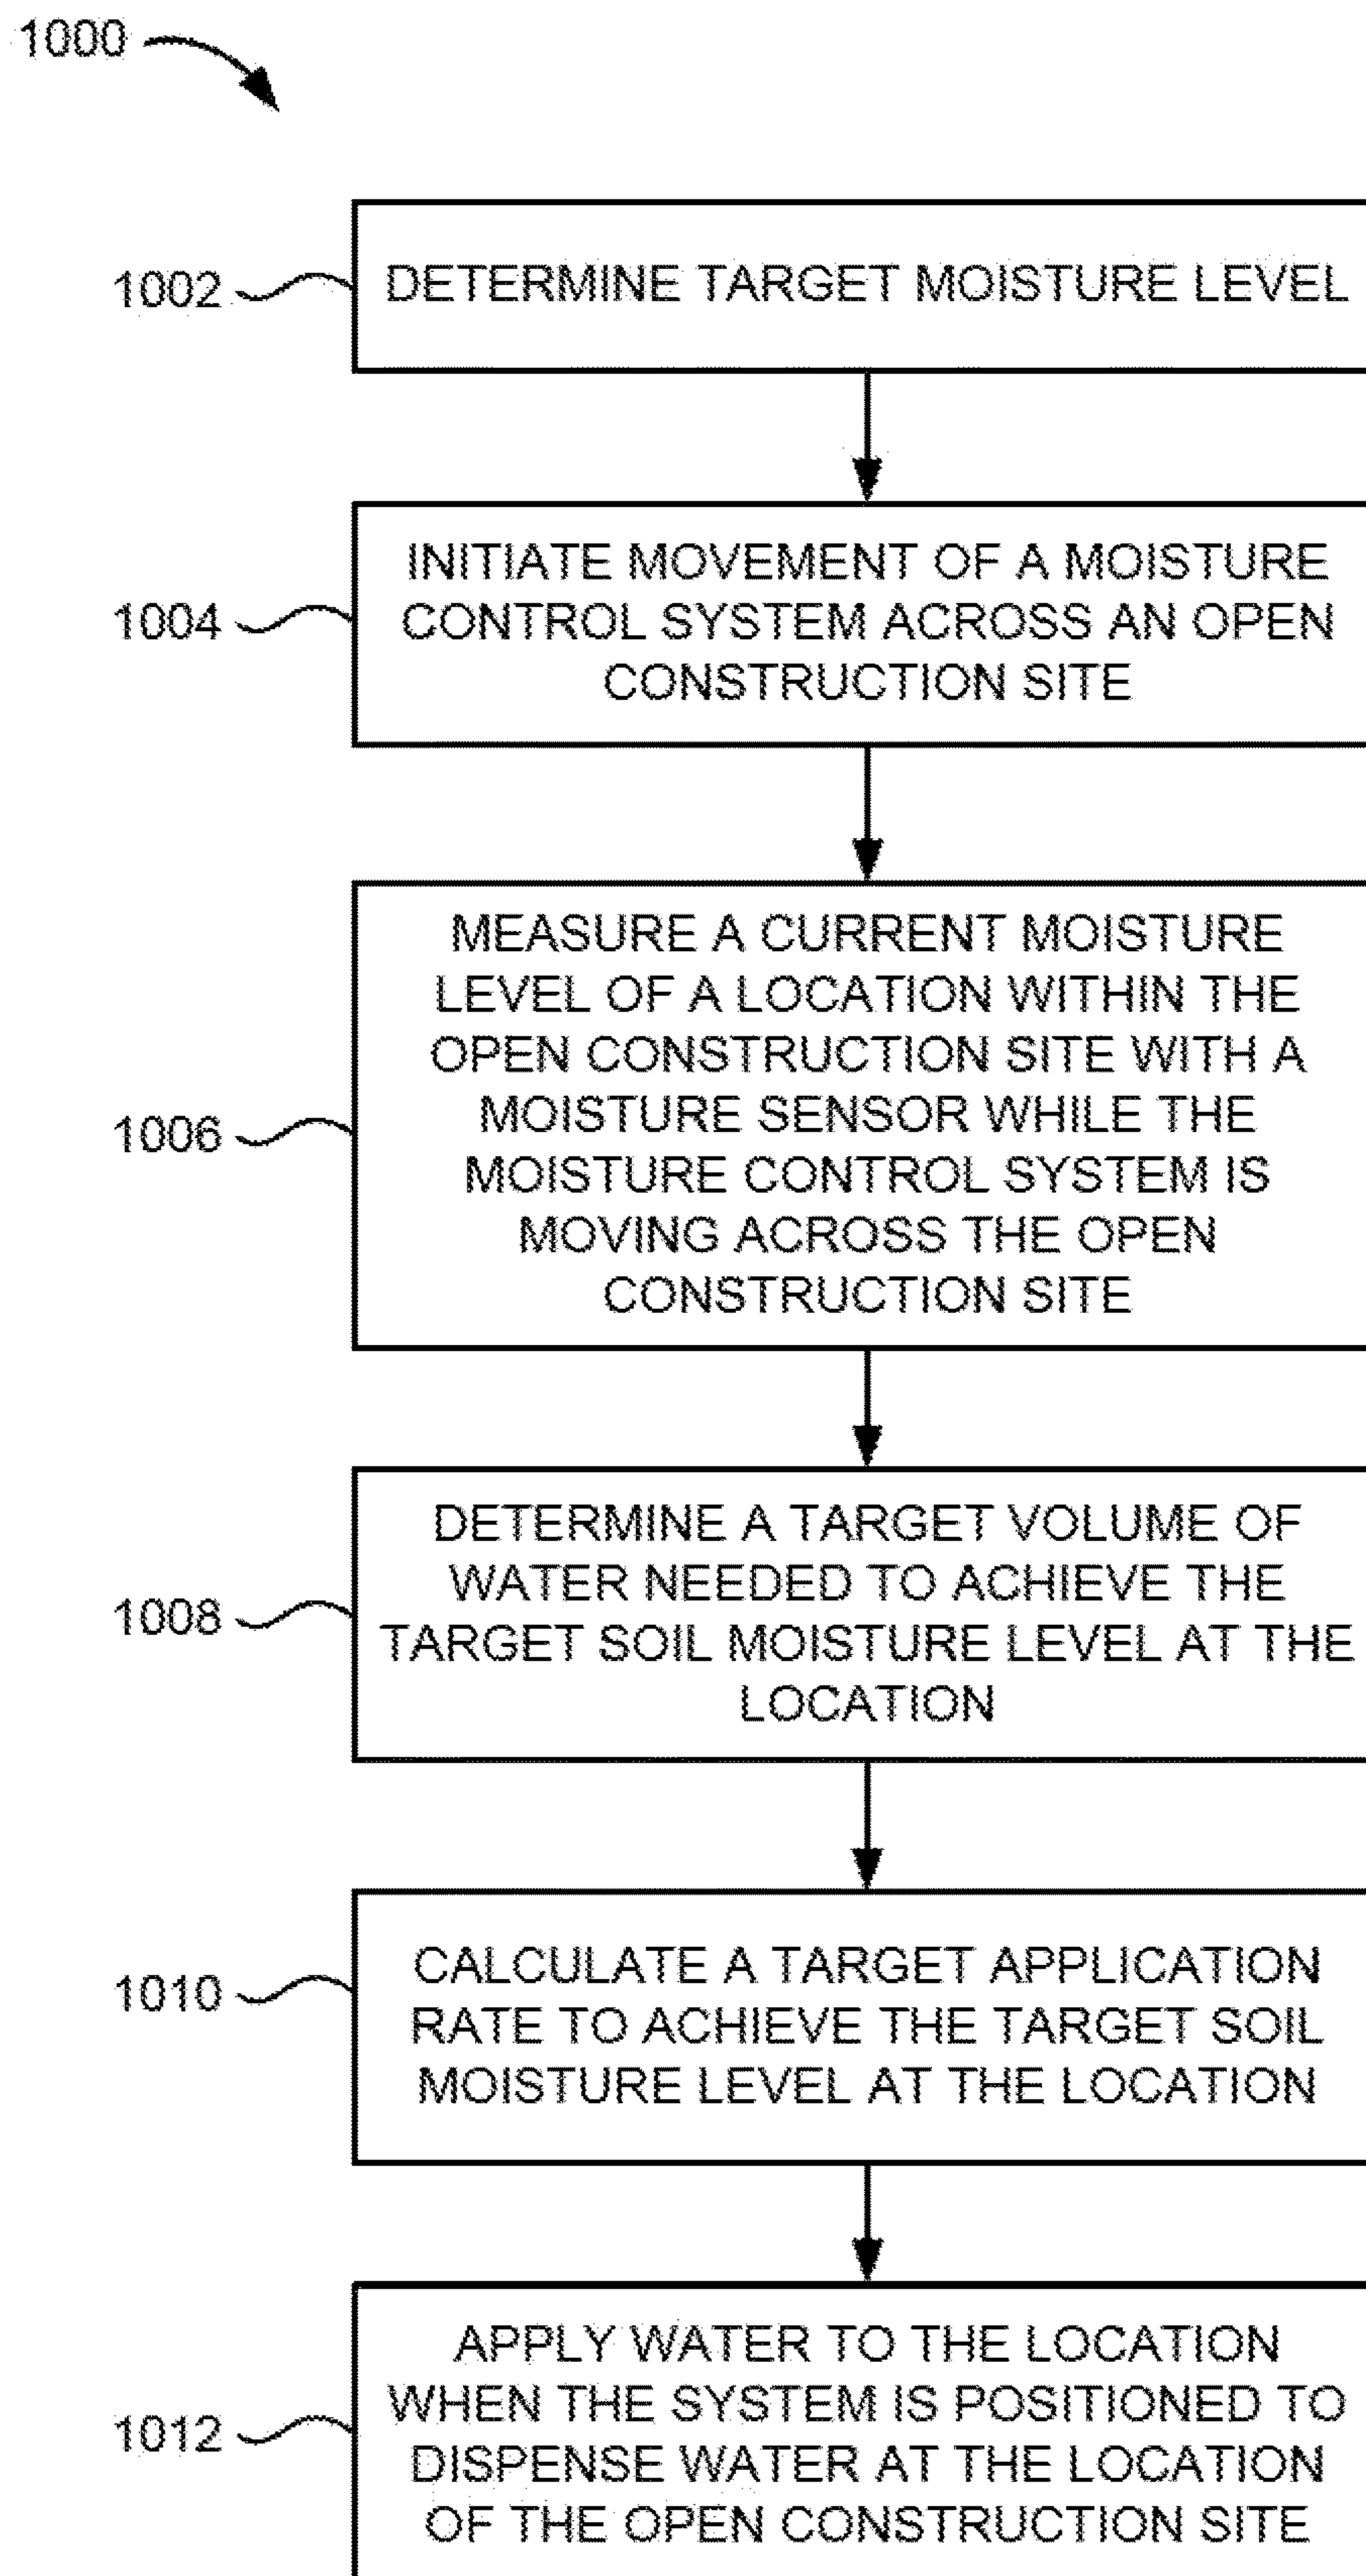 1000
1002
DETERMINE TARGET MOISTURE LEVEL
1004
INITIATE MOVEMENT OF A MOISTURE
CONTROL SYSTEM ACROSS AN OPEN
CONSTRUCTION SITE
1006
MEASURE A CURRENT MOISTURE
LEVEL OF A LOCATION WITHIN THE
OPEN CONSTRUCTION SITE WITH A
MOISTURE SENSOR WHILE THE
MOISTURE CONTROL SYSTEM IS
MOVING ACROSS THE OPEN
CONSTRUCTION SITE
1008
DETERMINE A TARGET VOLUME OF
WATER NEEDED TO ACHIEVE THE
TARGET SOIL MOISTURE LEVEL AT THE
LOCATION
1010
CALCULATE A TARGET APPLICATION
RATE TO ACHIEVE THE TARGET SOIL
MOISTURE LEVEL AT THE LOCATION
1012
APPLY WATER TO THE LOCATION
WHEN THE SYSTEM IS POSITIONED TO
DISPENSE WATER AT THE LOCATION
OF THE OPEN CONSTRUCTION SITE